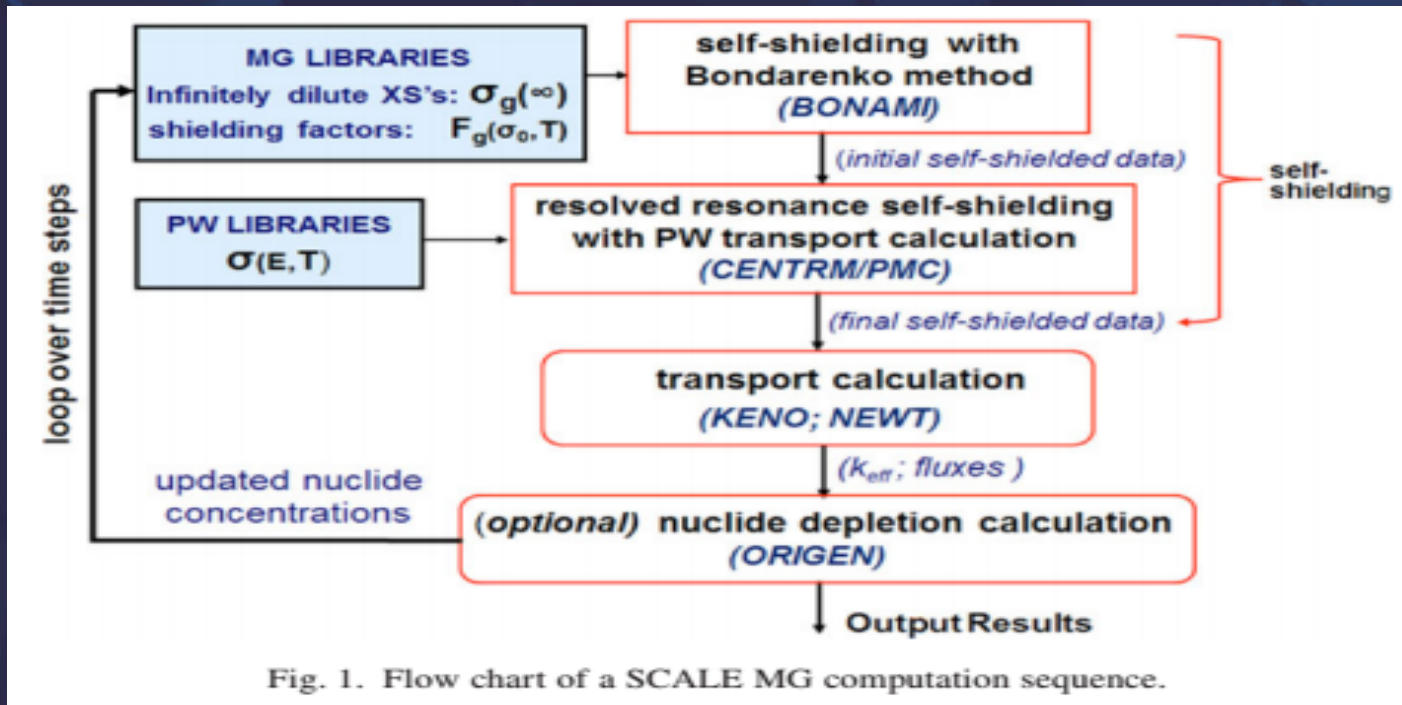 MG LIBRARIES
Infinitely dilute XS's: σg(∞)
shielding factors: Fg(σ0,T)
self-shielding with
Bondarenko method
(BONAMI)
(initial self-shielded data)
self-
shielding
PW LIBRARIES
σ(E,T)
resolved resonance self-shielding
with PW transport calculation
(CENTRM/PMC)
(final self-shielded data)
loop over time steps
transport calculation
(KENO; NEWT)
(keff ; fluxes )
updated nuclide
concentrations
(optional) nuclide depletion calculation
(ORIGEN)
Output Results
Fig. 1. Flow chart of a SCALE MG computation sequence.